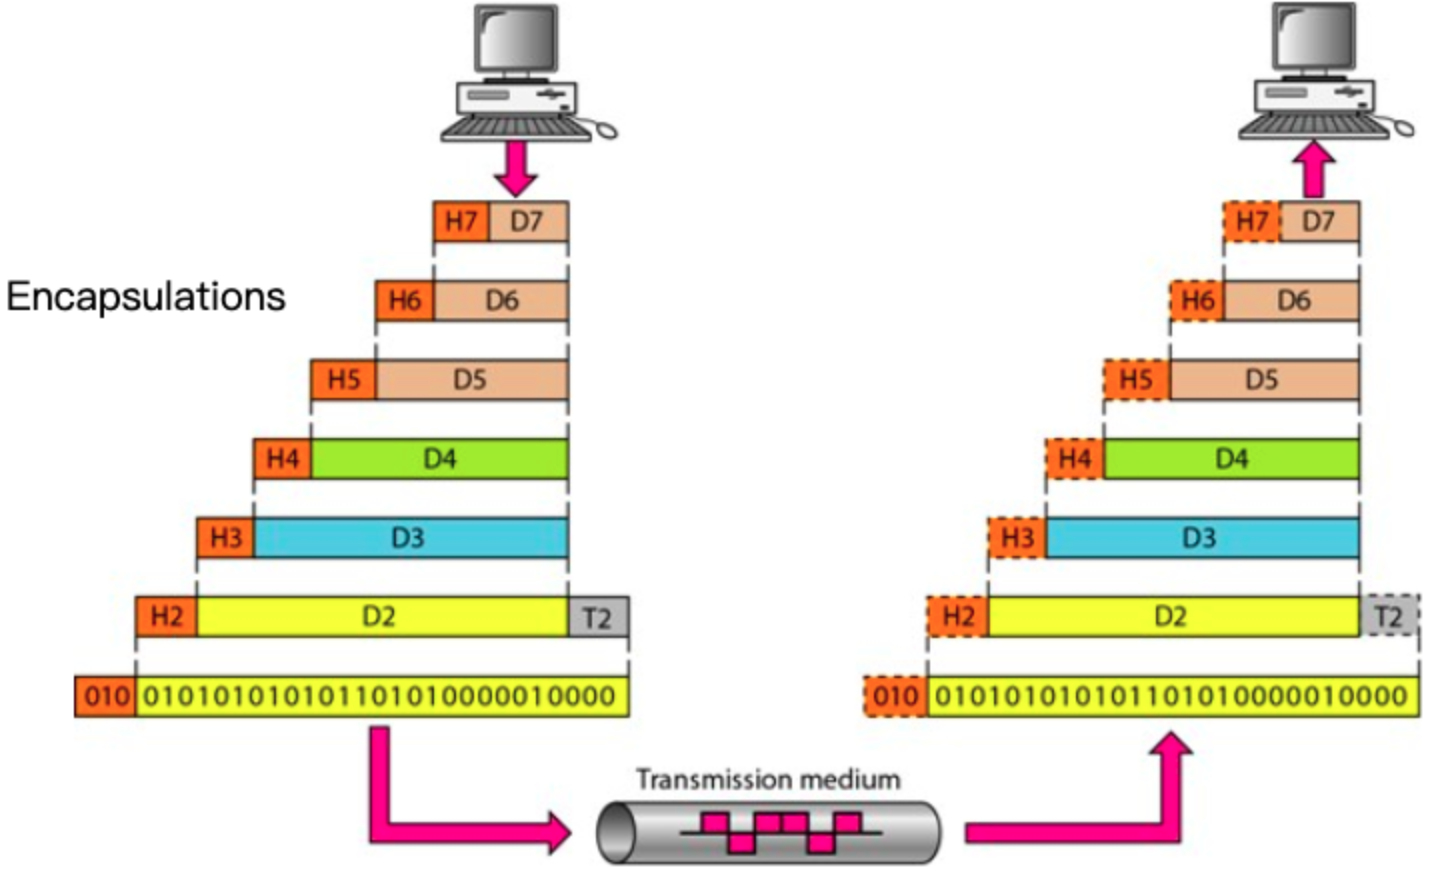 H7 D7
H7 D7
Encapsulations
H6 D6
H6 D6
H5 D5
H5 D5
H4 D4
H4 D4
H3 D3
H3 D3
H2 D2 T2
H2 D2 T2
010 010101010101101010000010000
010 010101010101101010000010000
Transmission medium